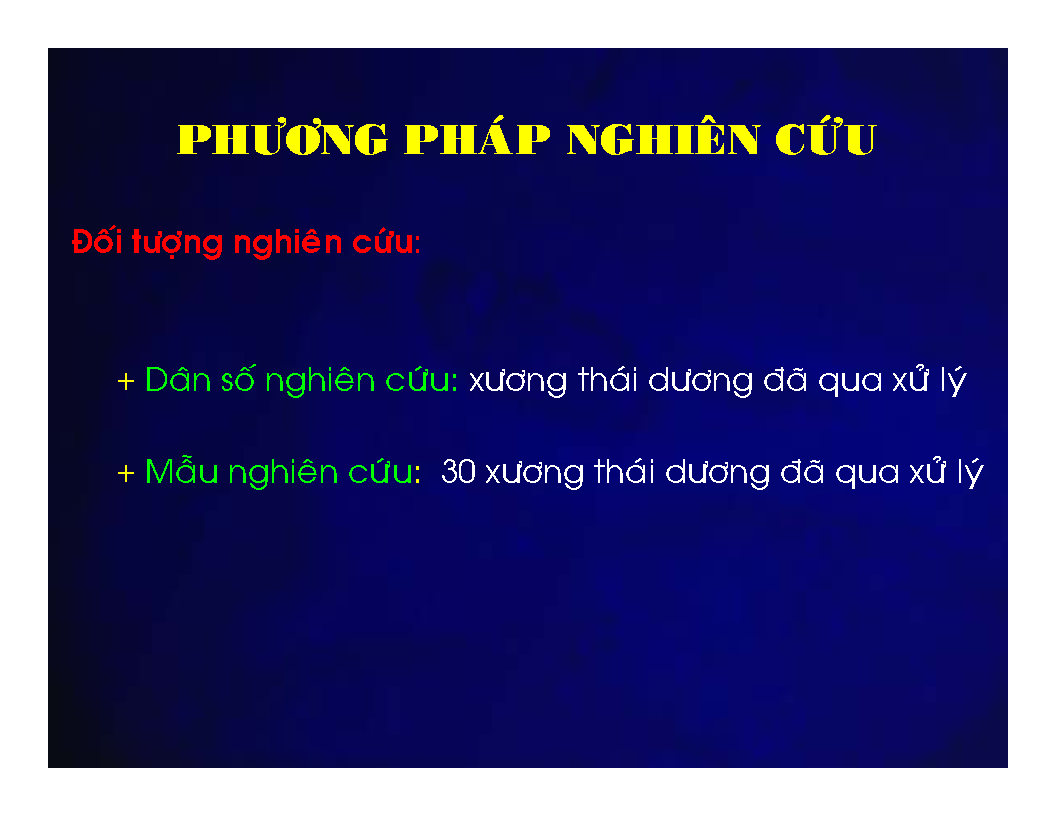 PHƯƠNG PHÁP NGHIÊN CỨU
Đối tượng nghiên cứu:
+ Dân số nghiên cứu: xương thái dương đã qua xử lý
+ Mẫu nghiên cứu: 30 xương thái dương đã qua xử lý